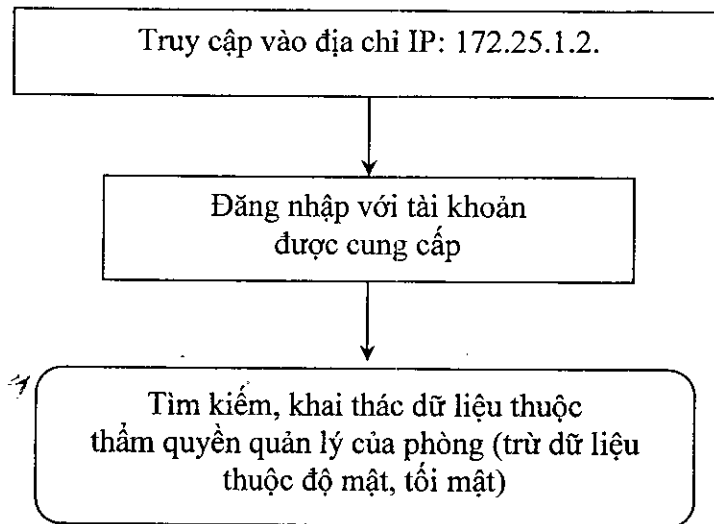 Truy cập vào địa chỉ IP: 172.25.1.2.
Đăng nhập với tài khoản
được cung cấp
Tìm kiếm, khai thác dữ liệu thuộc
thẩm quyền quản lý của phòng (trừ dữ liệu
thuộc độ mật, tối mật)